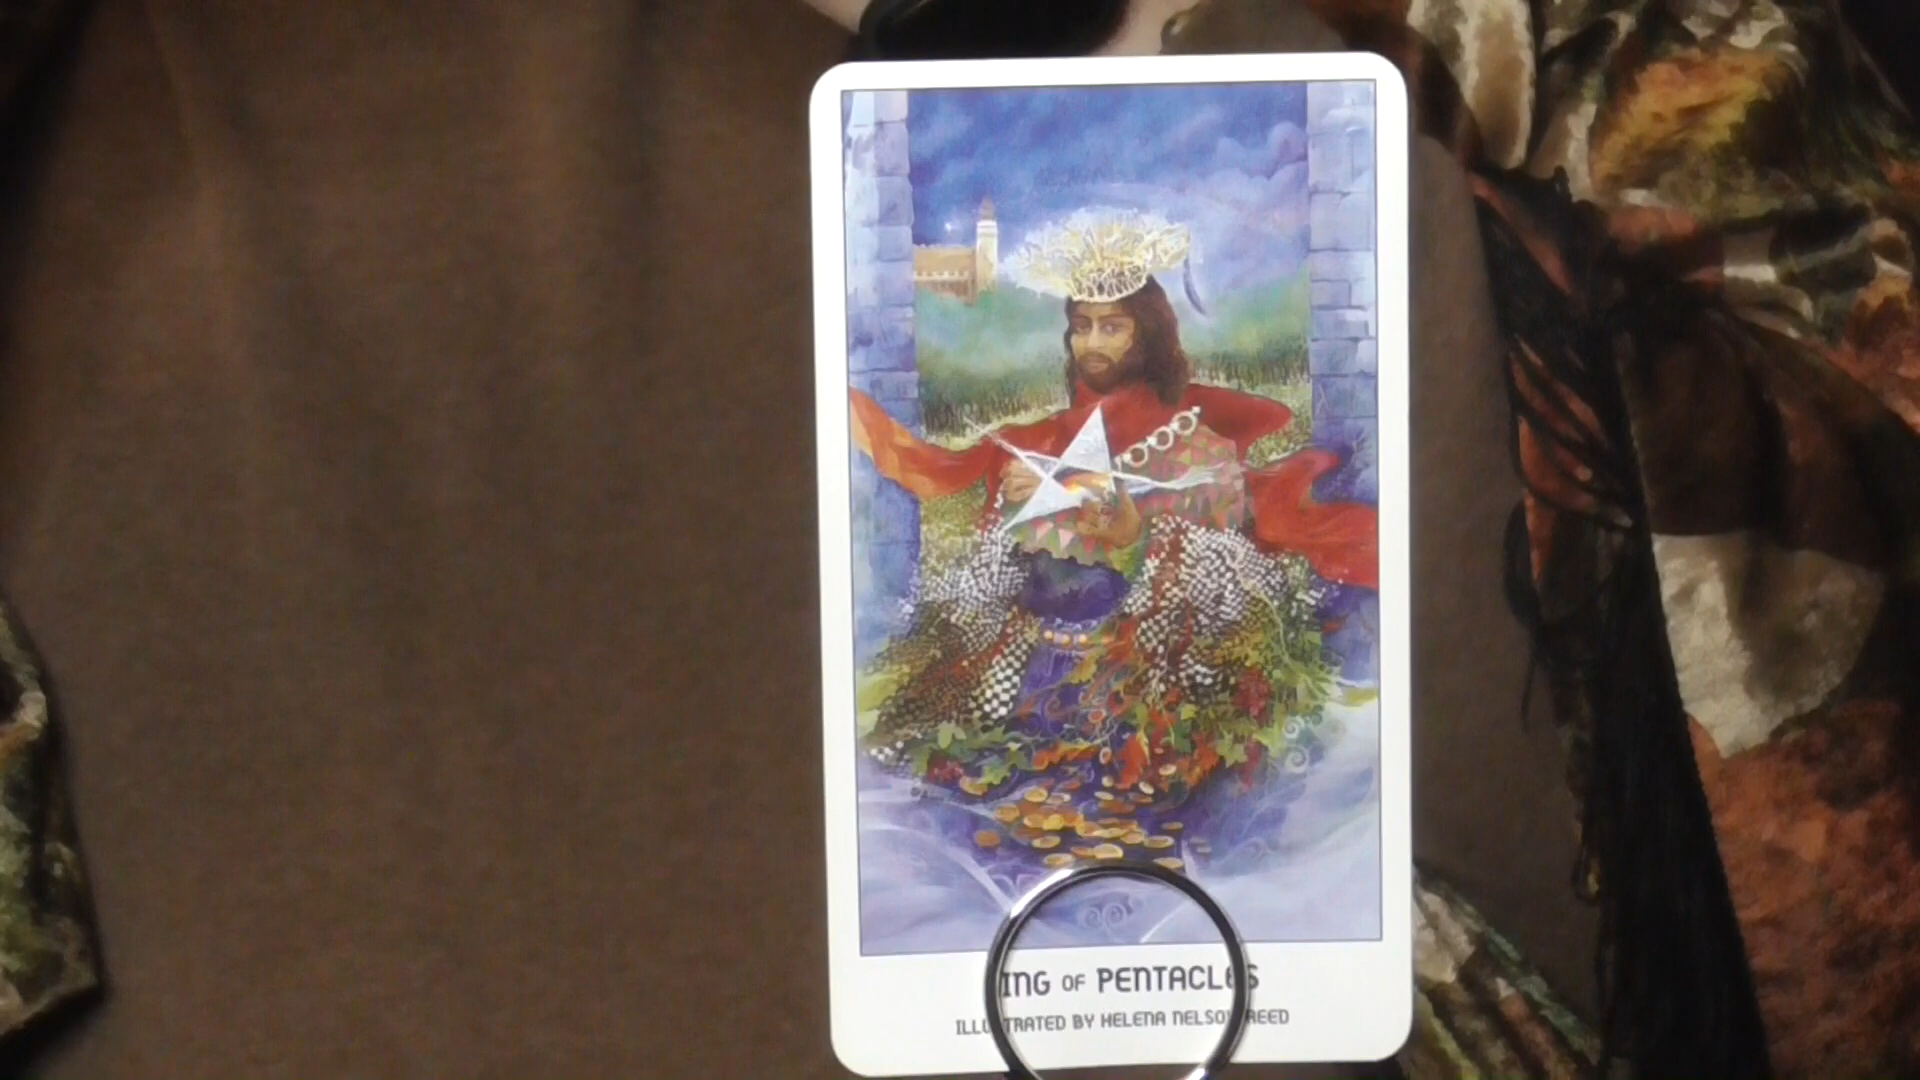 ING OF PENTACLES
ILLUSTRATED BY HELENA NELSON REED